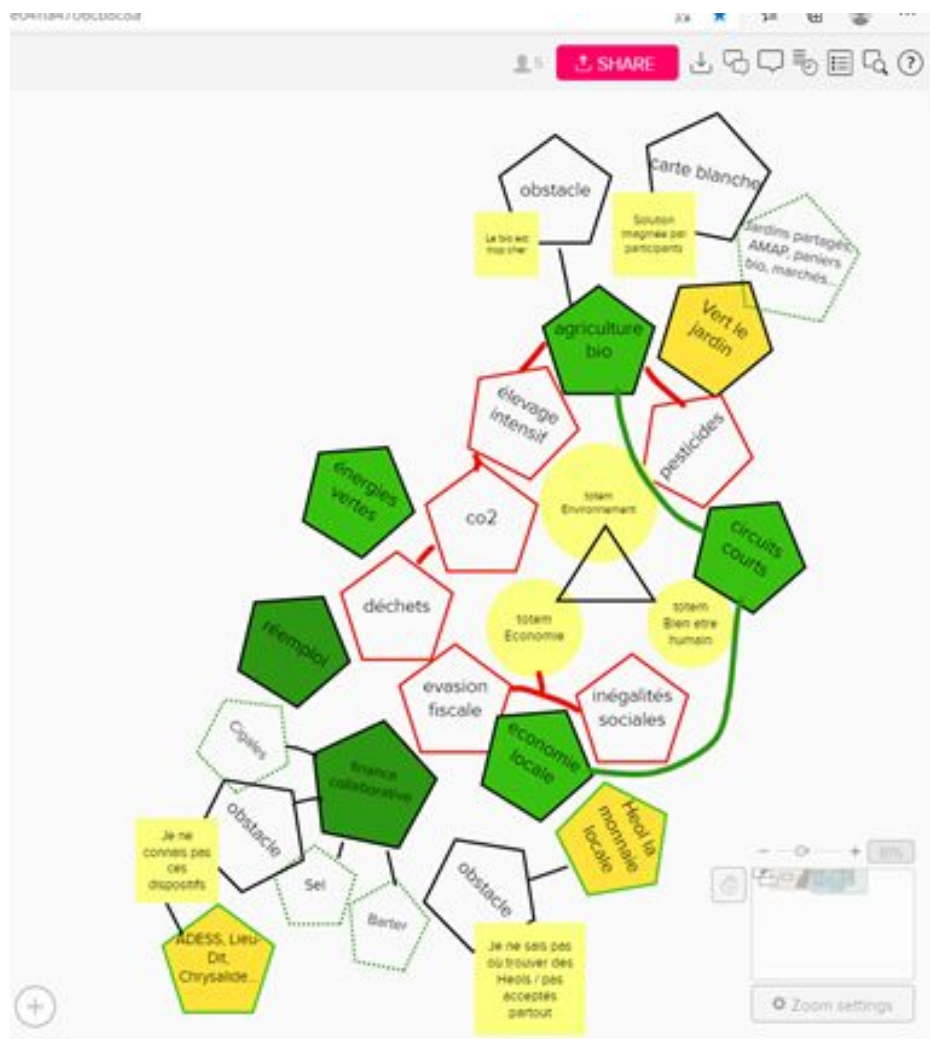 5
SHARE
?
obstacle
Le bio est
trop cher
carte blanche
Solution
imaginée par
participants
Jardins partagés,
AMAP, paniers
bio, marchés...
agriculture
bio
Vert le
jardin
élevage
intensif
pesticides
énergies
vertes
co2
totem
Environnement
circuits
courts
déchets
totem
Economie
totem
Bien etre
humain
réemploi
evasion
fiscale
inégalités
sociales
economie
locale
Cigales
finance
collaborative
Heol la
monnaie
locale
obstacle
Je ne
connais pas
ces
dispositifs
Sel
Barter
obstacle
ADESS, Lieu-
Dit,
Chrysalide...
Je ne sais pas
où trouver des
Heols / pas
acceptés
partout
Zoom settings